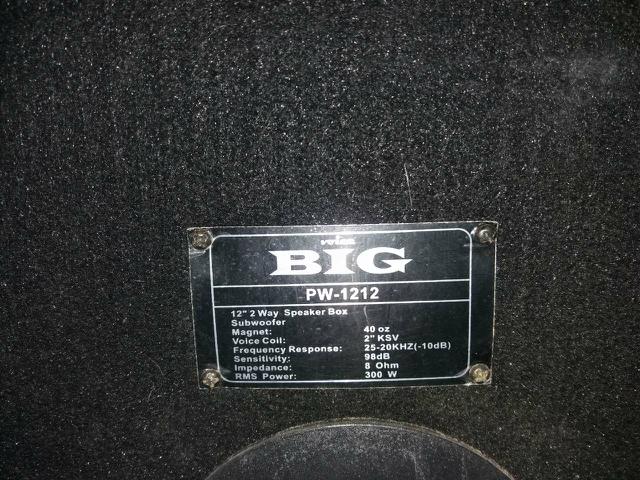 voice
BIG
PW-1212
12" 2 Way Speaker Box
Subwoofer
Magnet: 40 oz
Voice Coil: 2" KSV
Frequency Response: 25-20KHZ(-10dB)
Sensitivity: 98dB
Impedance: 8 Ohm
RMS Power: 300 W